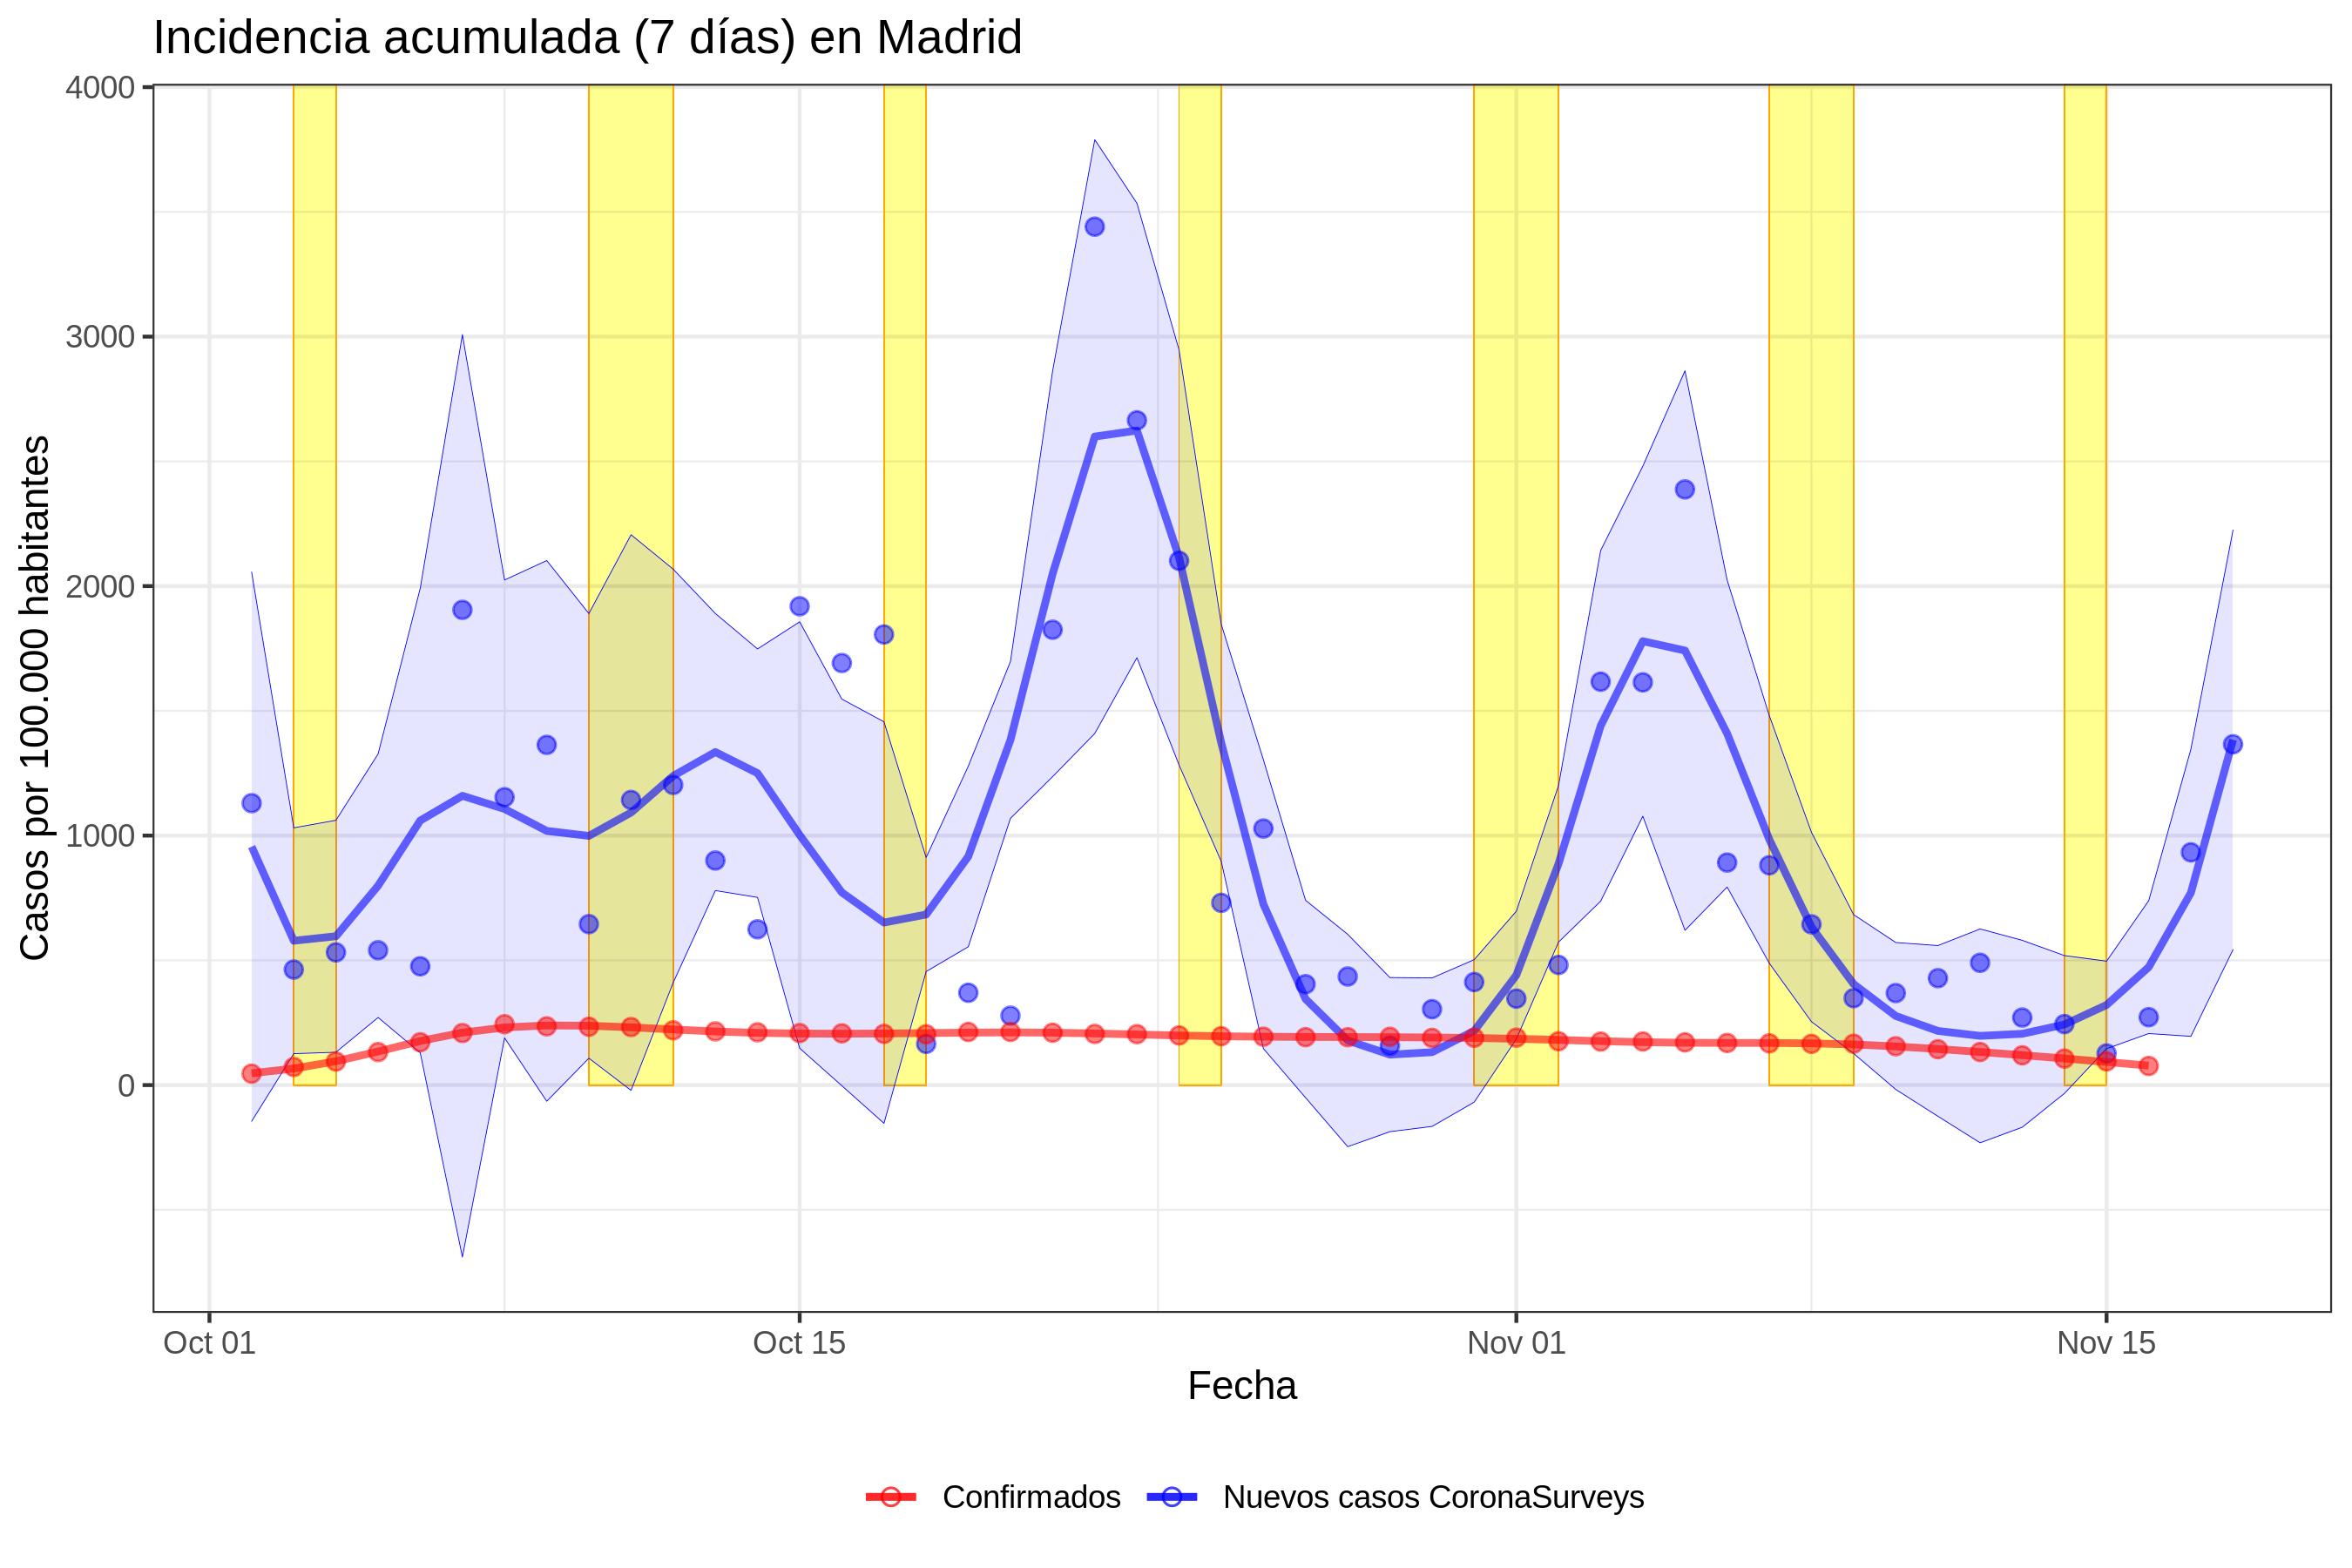 Incidencia acumulada (7 días) en Madrid
Casos por 100.000 habitantes
4000
3000
2000
1000
0
Oct 01
Oct 15
Nov 01
Nov 15
Fecha
Confirmados
Nuevos casos CoronaSurveys